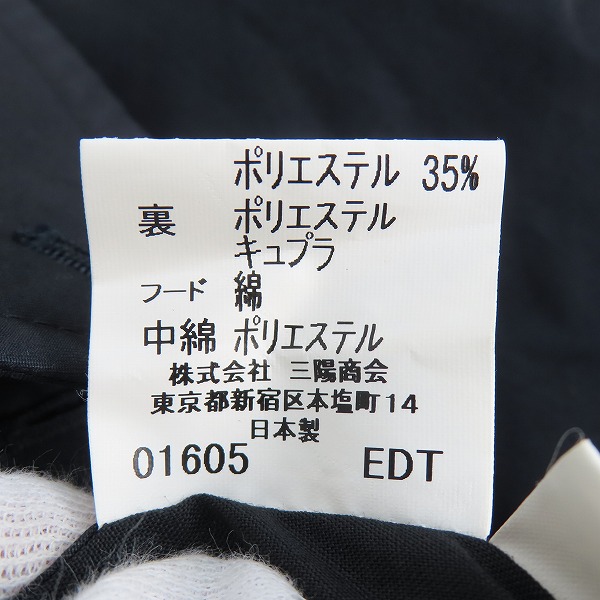 ポリエステル 35%
裏 ポリエステル
キュプラ
フード 綿
中綿 ポリエステル
株式会社 三陽商会
東京都新宿区本塩町14
日本製
01605 EDT